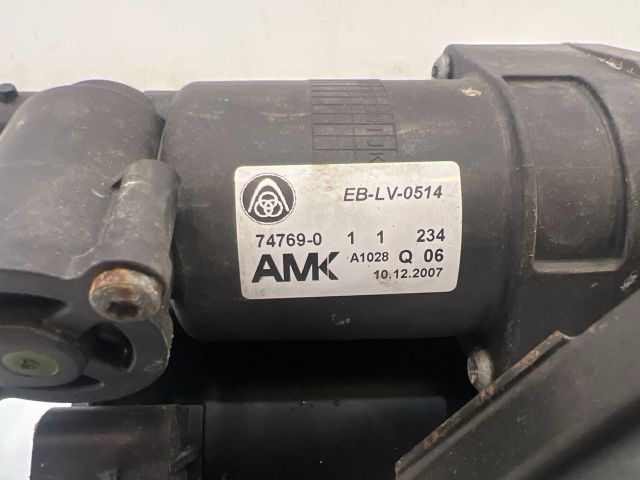 EB-LV-0514
74769-0 1 1 234
AMK A1028 Q 06
10.12.2007